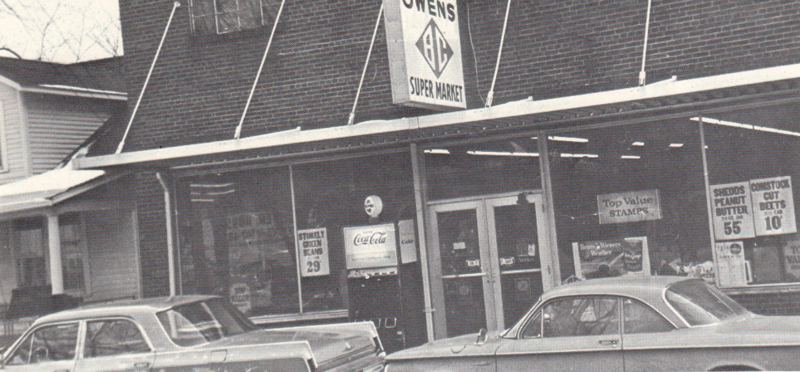 OWENS
BC
SUPER MARKET
STOKELY
GREEN
BEANS
29
Coca-Cola
Top Value
STAMPS
SHEDDS
PEANUT
BUTTER
55
COMSTOCK
CUT
BEETS
10¢